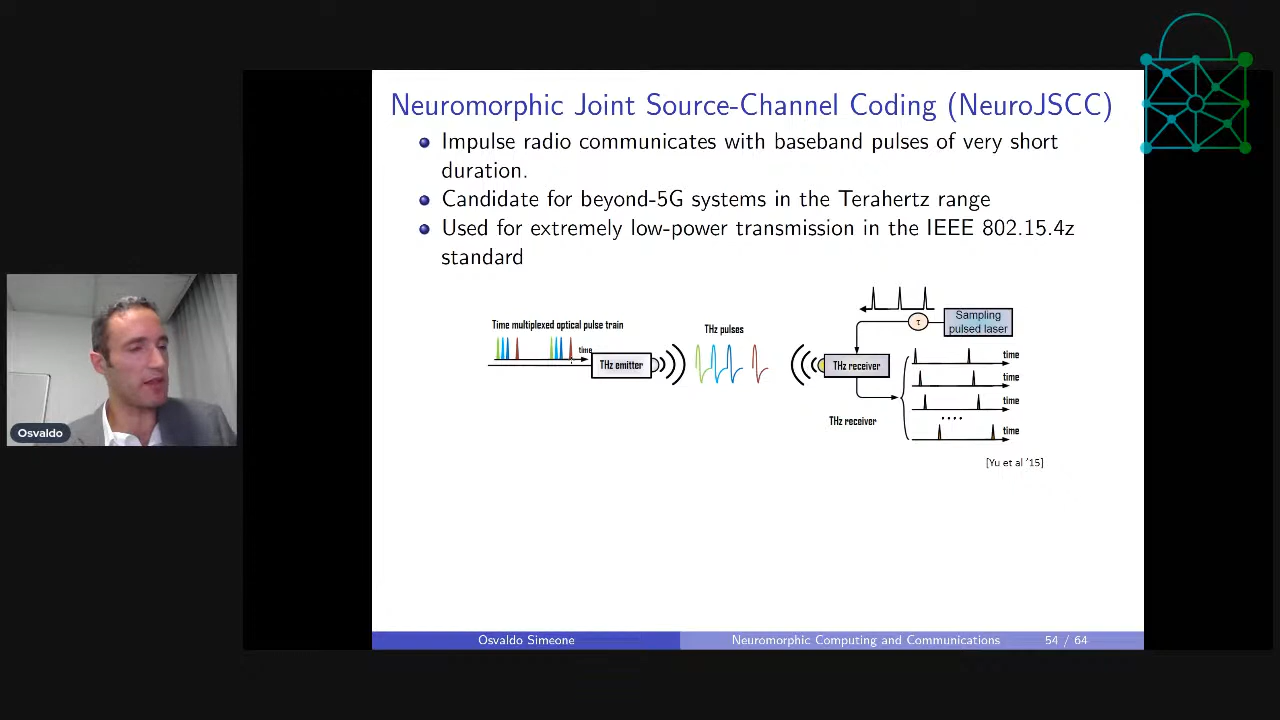 Neuromorphic Joint Source-Channel Coding (NeuroJSCC)
Impulse radio communicates with baseband pulses of very short
duration.
Candidate for beyond-5G systems in the Terahertz range
Used for extremely low-power transmission in the IEEE 802.15.4z
standard
Time multiplexed optical pulse train
time
THz emitter
THz pulses
τ
Sampling
pulsed laser
THz receiver
THz receiver
time
time
time
....
time
[Yu et al '15]
Osvaldo
Osvaldo Simeone
Neuromorphic Computing and Communications
54 / 64